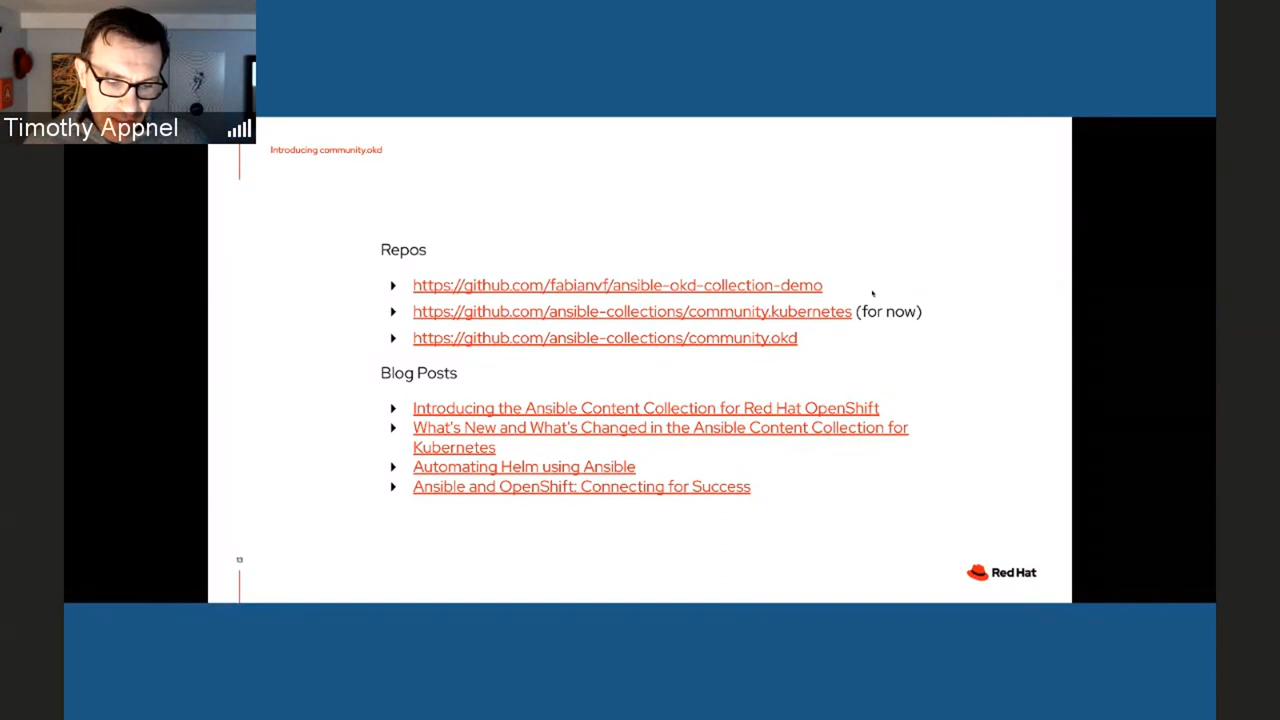 Timothy Appnel
Introducing community.okd
Repos
https://github.com/fabianvf/ansible-okd-collection-demo
https://github.com/ansible-collections/community.kubernetes (for now)
https://github.com/ansible-collections/community.okd
Blog Posts
Introducing the Ansible Content Collection for Red Hat OpenShift
What's New and What's Changed in the Ansible Content Collection for
Kubernetes
Automating Helm using Ansible
Ansible and OpenShift: Connecting for Success
13
Red Hat